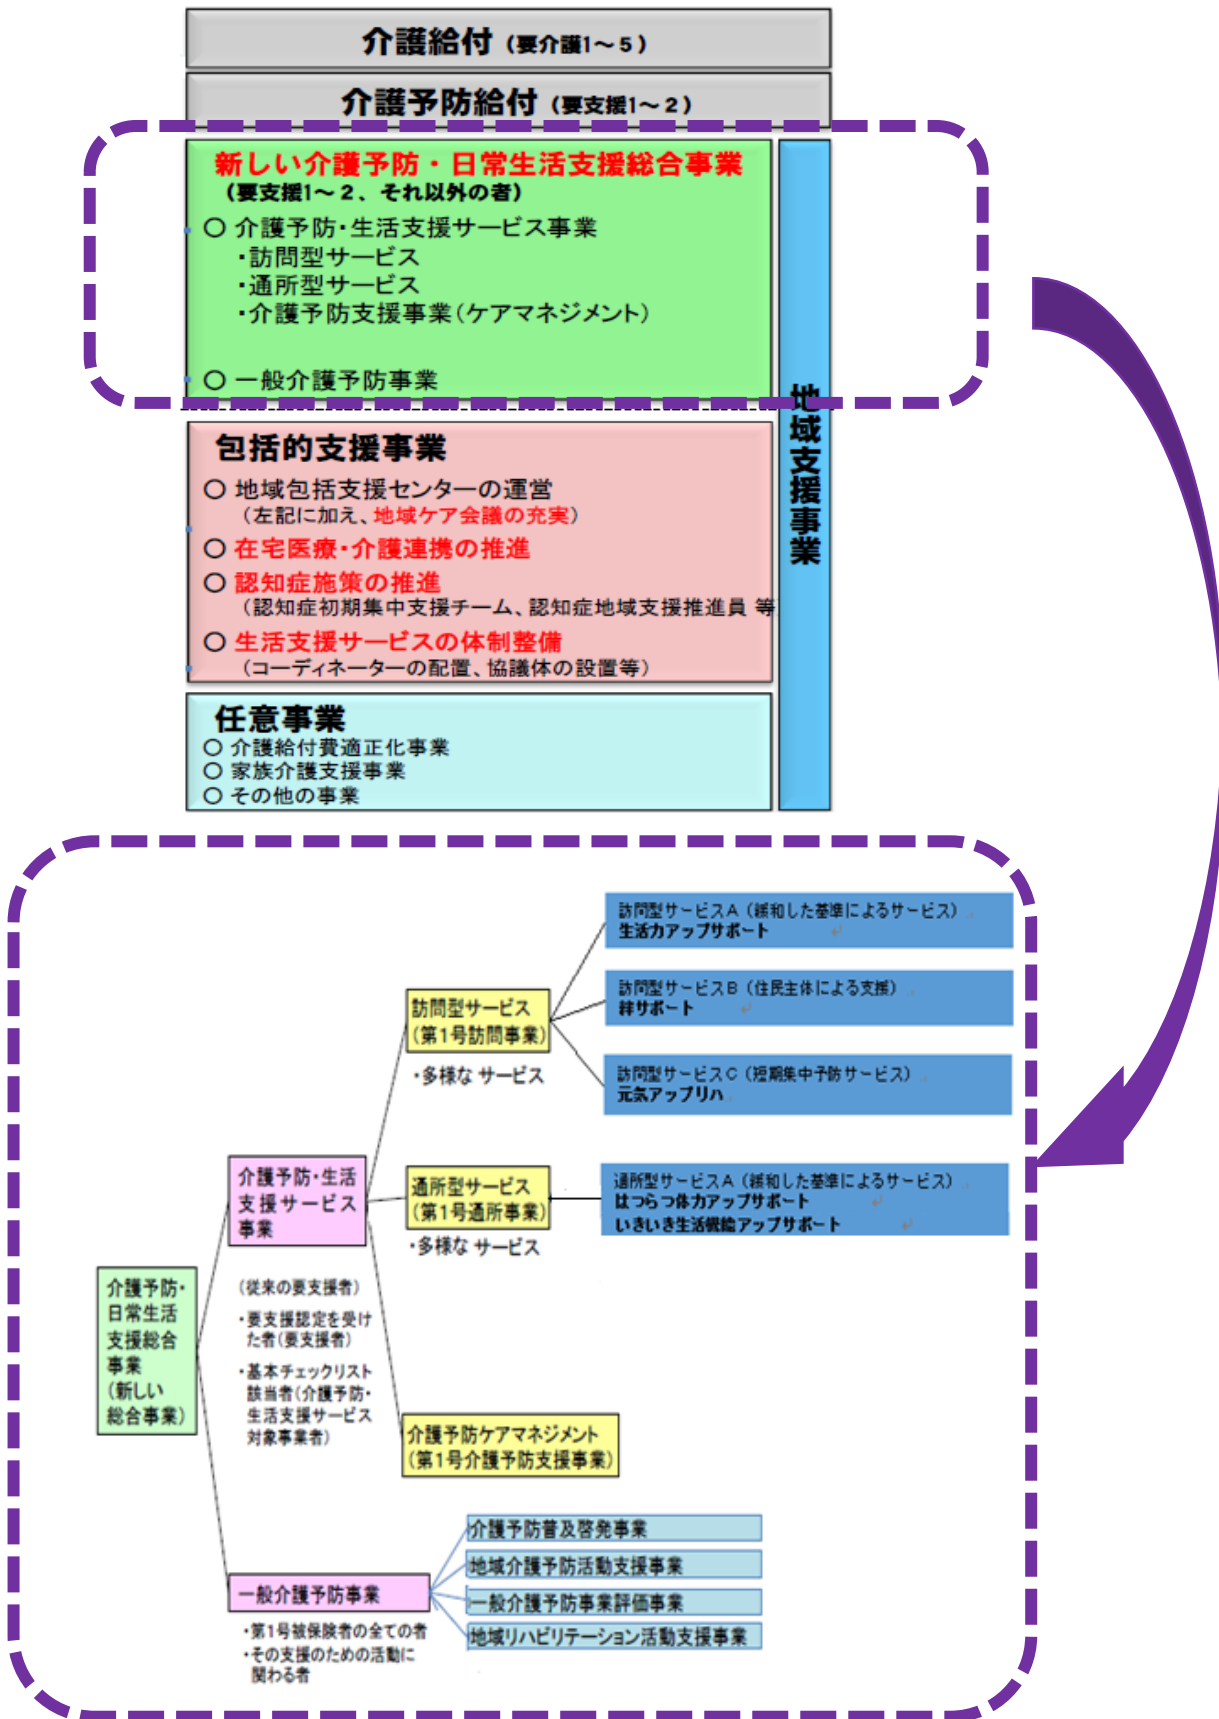 介護給付（要介護1～5）
介護予防給付（要支援1～2）
新しい介護予防・日常生活支援総合事業
（要支援1～2、それ以外の者）
〇 介護予防・生活支援サービス事業
・訪問型サービス
・通所型サービス
・介護予防支援事業（ケアマネジメント）
〇 一般介護予防事業
包括的支援事業
〇 地域包括支援センターの運営
（左記に加え、地域ケア会議の充実）
〇 在宅医療・介護連携の推進
〇 認知症施策の推進
（認知症初期集中支援チーム、認知症地域支援推進員 等
〇 生活支援サービスの体制整備
（コーディネーターの配置、協議体の設置等）
任意事業
〇 介護給付費適正化事業
〇 家族介護支援事業
〇 その他の事業
地域支援事業
訪問型サービスA（緩和した基準によるサービス）
生活力アップサポート
訪問型サービスB（住民主体による支援）
絆サポート
訪問型サービスC（短期集中予防サービス）
元気アップリハ
訪問型サービス
（第1号訪問事業）
・多様な サービス
通所型サービスA（緩和した基準によるサービス）
はつらつ体力アップサポート
いきいき生活機能アップサポート
通所型サービス
（第1号通所事業）
・多様な サービス
介護予防・生活
支援サービス
事業
（従来の要支援者）
・要支援認定を受け
た者（要支援者）
・基本チェックリスト
該当者（介護予防・
生活支援サービス
対象事業者）
介護予防・
日常生活
支援総合
事業
（新しい
総合事業）
介護予防ケアマネジメント
（第1号介護予防支援事業）
一般介護予防事業
・第1号被保険者の全ての者
・その支援のための活動に
関わる者
介護予防普及啓発事業
地域介護予防活動支援事業
一般介護予防事業評価事業
地域リハビリテーション活動支援事業